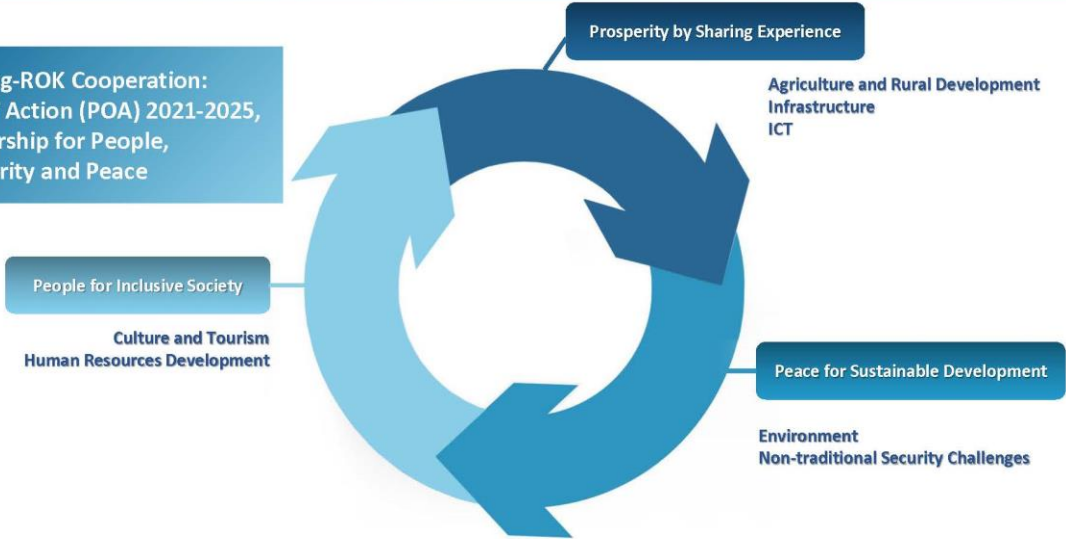 g-ROK Cooperation:
Action (POA) 2021-2025,
rship for People,
rity and Peace
Prosperity by Sharing Experience
Agriculture and Rural Development
Infrastructure
ICT
People for Inclusive Society
Culture and Tourism
Human Resources Development
Peace for Sustainable Development
Environment
Non-traditional Security Challenges